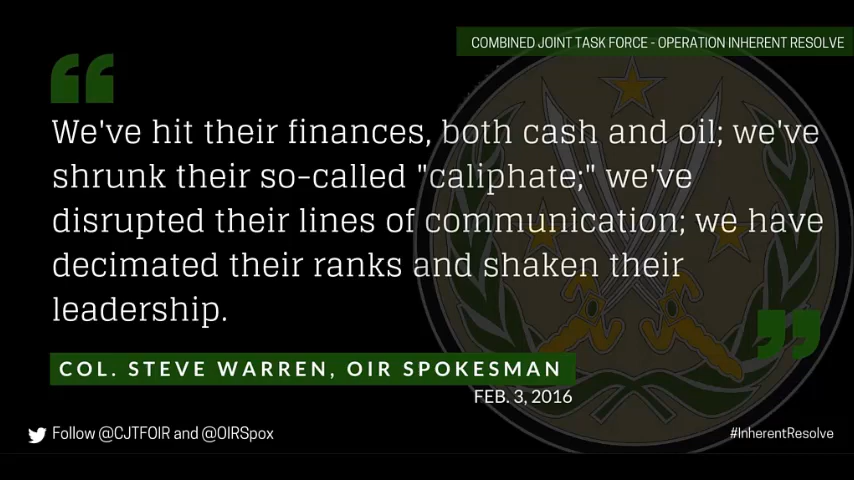 COMBINED JOINT TASK FORCE - OPERATION INHERENT RESOLVE
We've hit their finances, both cash and oil; we've
shrunk their so-called "caliphate;" we've
disrupted their lines of communication; we have
decimated their ranks and shaken their
leadership.
COL. STEVE WARREN, OIR SPOKESMAN
FEB. 3, 2016
Follow @CJTFOIR and @OIRSpox
#InherentResolve